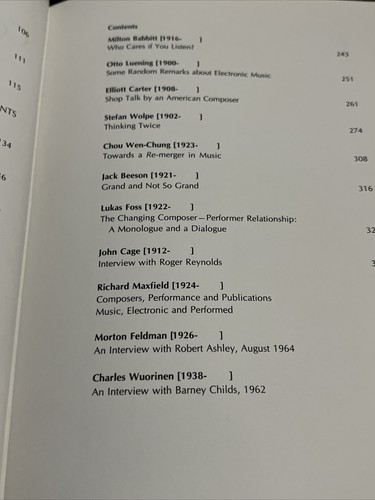 106
111
115
NTS
Contents
Milton Babbitt [1916- ]
Who Cares if You Listen? 243
Otto Luening [1900- ]
Some Random Remarks about Electronic Music 251
Elliott Carter [1908- ]
Shop Talk by an American Composer 261
Stefan Wolpe [1902- ]
Thinking Twice 274
Chou Wen-Chung [1923- ]
Towards a Re-merger in Music 308
Jack Beeson [1921- ]
Grand and Not So Grand 316
Lukas Foss [1922- ]
The Changing Composer—Performer Relationship:
A Monologue and a Dialogue
John Cage [1912- ]
Interview with Roger Reynolds
Richard Maxfield [1924- ]
Composers, Performance and Publications
Music, Electronic and Performed
Morton Feldman [1926- ]
An Interview with Robert Ashley, August 1964
Charles Wuorinen [1938- ]
An Interview with Barney Childs, 1962